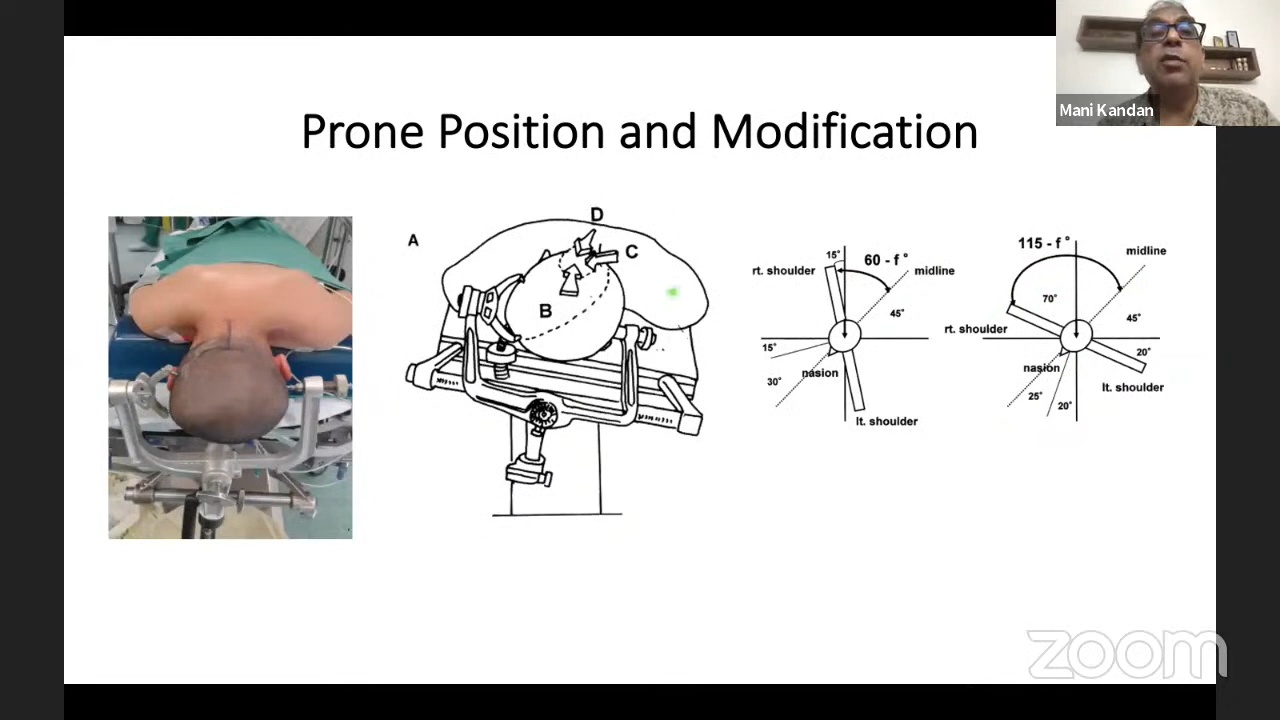 Mani Kandan
Prone Position and Modification
A
B
C
D
15°
60 - f °
rt. shoulder
midline
45°
15°
30°
nasion
lt. shoulder
115 - f °
midline
70°
rt. shoulder
45°
20°
nasion
lt. shoulder
25°
20°
zoom